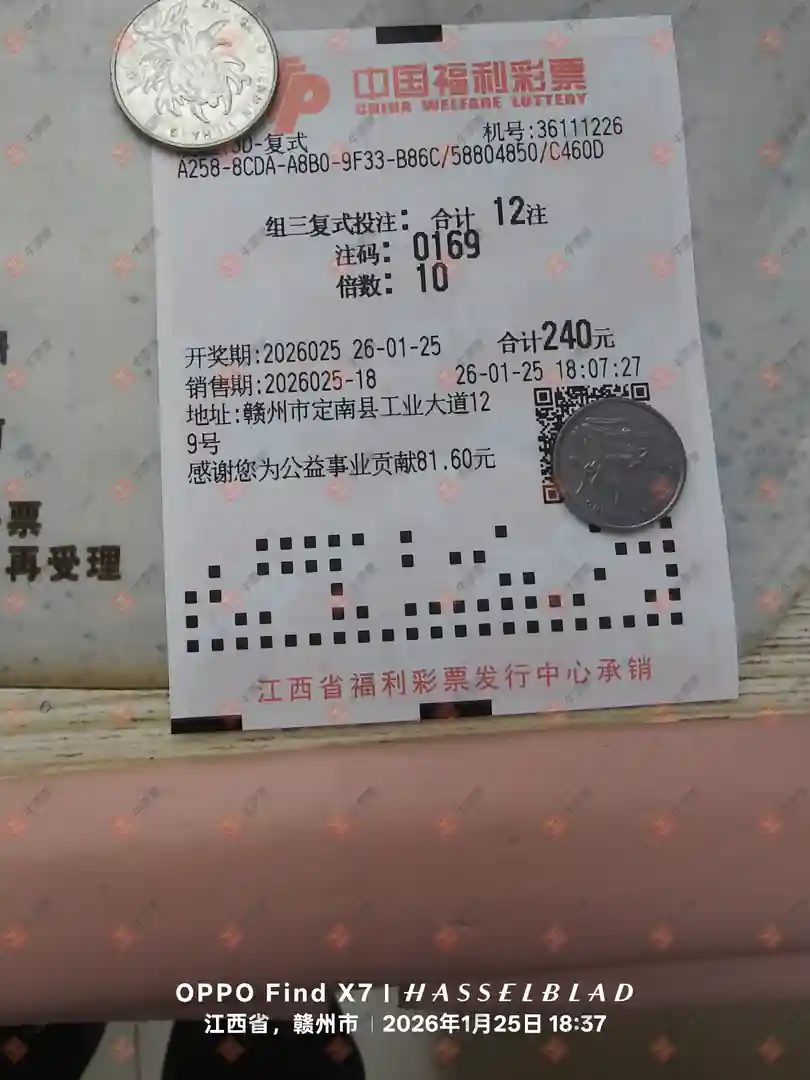 中国福利彩票
CHINA WELFARE LOTTERY
3D-复式 机号:36111226
A258-8CDA-A8B0-9F33-B86C/58804850/C460D
组三复式投注: 合计 12注
注码: 0169
倍数: 10
开奖期:2026025 26-01-25 合计240元
销售期:2026025-18 26-01-25 18:07:27
地址:赣州市定南县工业大道12
9号
感谢您为公益事业贡献81.60元
江西省福利彩票发行中心承销
票
再受理
OPPO Find X7 | HASSELBLAD
江西省，赣州市 | 2026年1月25日 18:37